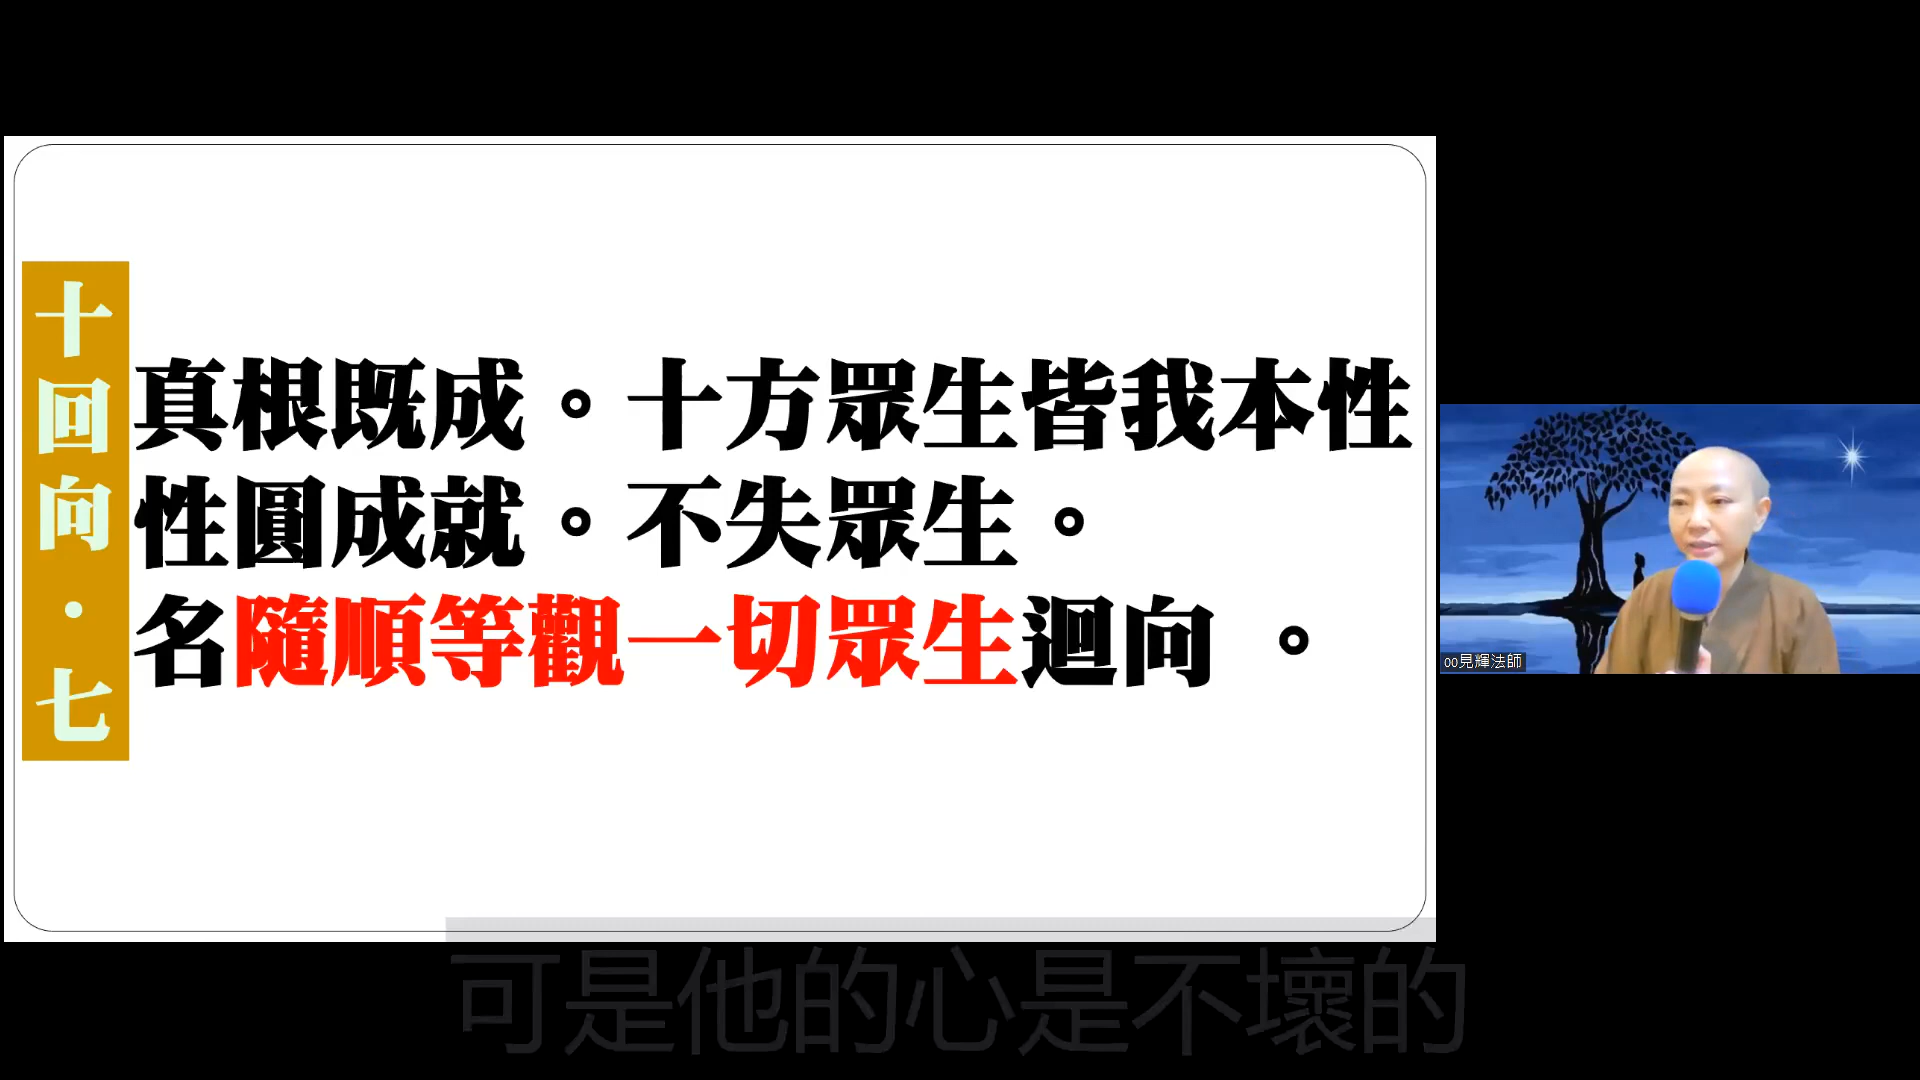 十回向·七
真根既成。十方眾生皆我本性
性圓成就。不失眾生。
名隨順等觀一切眾生迴向。
oo見輝法師
可是他的心是不壞的